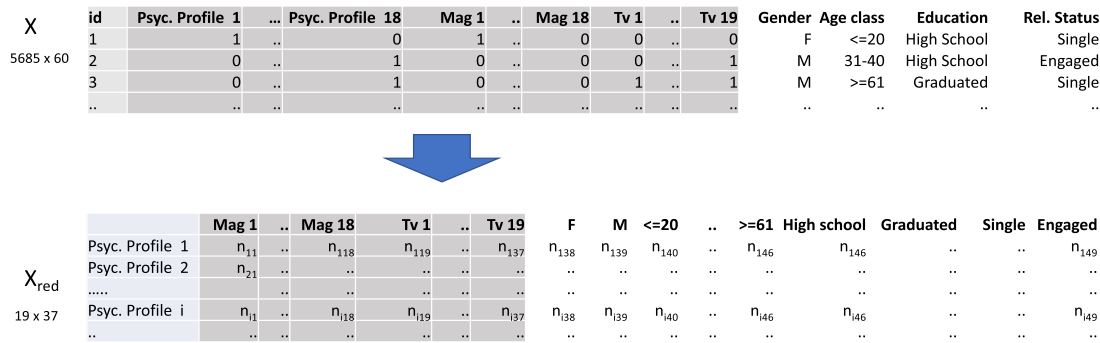 X
5685 x 60
id Psyc. Profile 1 ... Psyc. Profile 18 Mag 1 .. Mag 18 Tv 1 .. Tv 19 Gender Age class Education Rel. Status
1 1 .. 0 1 .. 0 0 .. 0 F <=20 High School Single
2 0 .. 1 0 .. 0 0 .. 1 M 31-40 High School Engaged
3 0 .. 1 0 .. 0 1 .. 1 M >=61 Graduated Single
.. .. .. .. .. .. .. .. .. .. .. .. .. ..
Mag 1 .. Mag 18 Tv 1 .. Tv 19 F M <=20 .. >=61 High school Graduated Single Engaged
Psyc. Profile 1 n11 .. n118 n119 .. n137 n138 n139 n140 .. n146 n146 .. .. n149
Psyc. Profile 2 n21 .. .. .. .. .. .. .. .. .. .. .. .. .. ..
..... .. .. .. .. .. .. .. .. .. .. .. .. .. ..
Psyc. Profile i ni1 .. ni18 ni19 .. ni37 ni38 ni39 ni40 .. ni46 ni46 .. .. ni49
.. .. .. .. .. .. .. .. .. .. .. .. .. .. ..
Xred
19 x 37